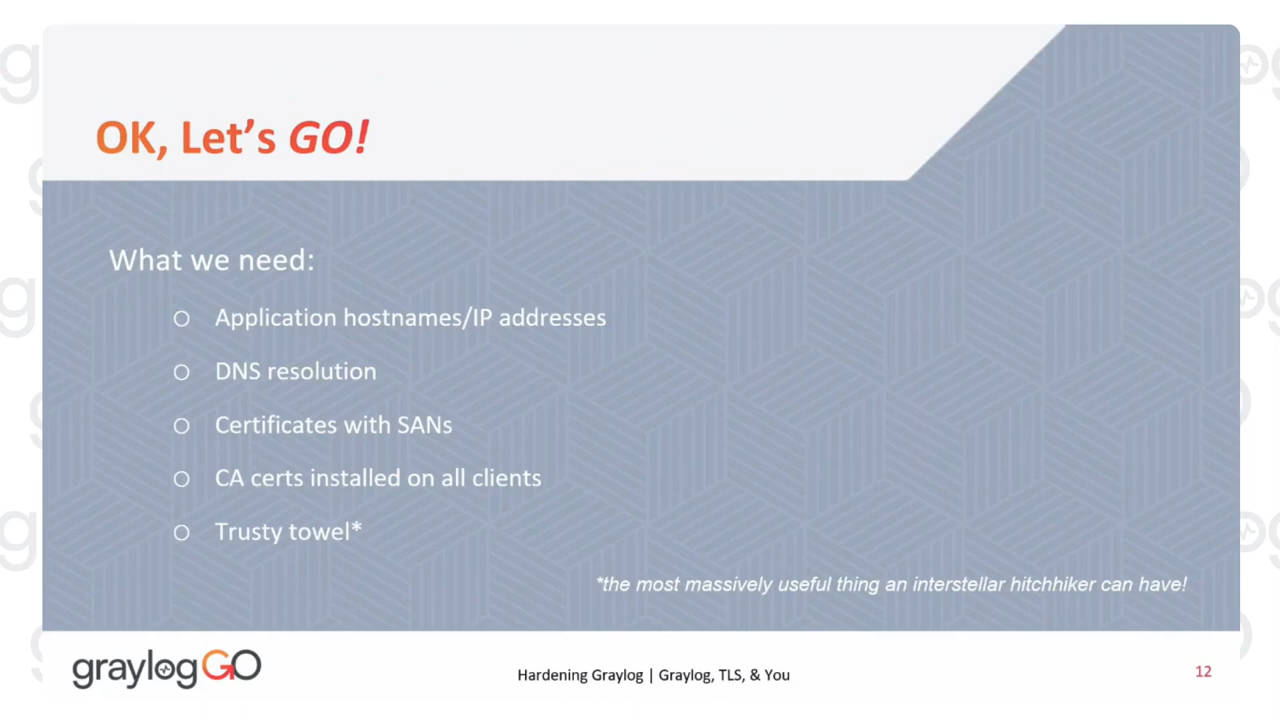 OK, Let's GO!
What we need:
Application hostnames/IP addresses
DNS resolution
Certificates with SANs
CA certs installed on all clients
Trusty towel*
*the most massively useful thing an interstellar hitchhiker can have!
graylog GO
Hardening Graylog | Graylog, TLS, & You
12